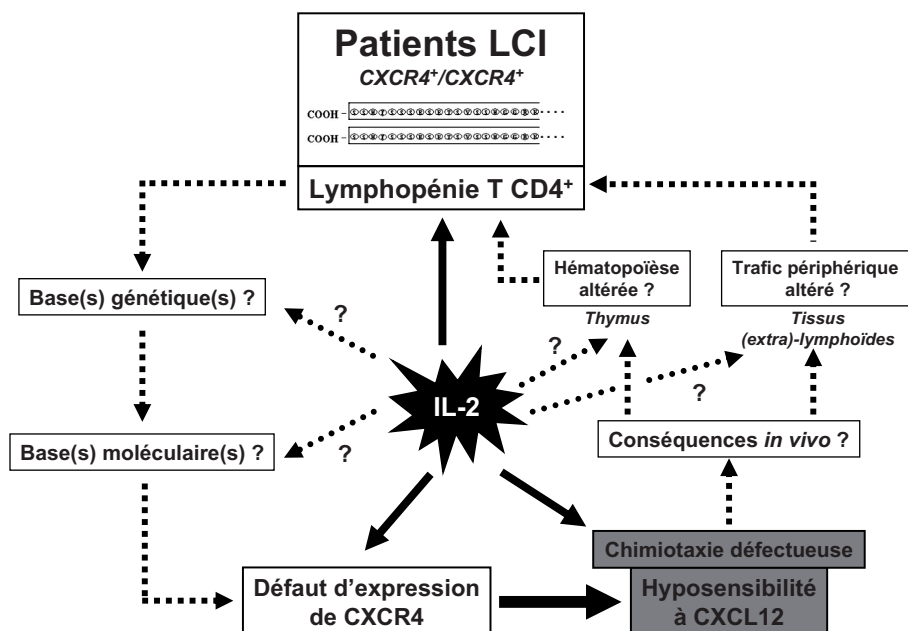 Patients LCI
CXCR4+/CXCR4+
COOH
COOH
Lymphopénie T CD4+
Hématopoïèse
altérée ?
Thymus
Trafic périphérique
altéré ?
Tissus
(extra)-lymphoïdes
Base(s) génétique(s) ?
?
?
?
IL-2
Conséquences in vivo ?
Base(s) moléculaire(s) ?
?
Chimiotaxie défectueuse
Défaut d’expression
de CXCR4
Hyposensibilité
à CXCL12